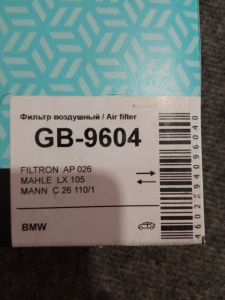 Фильтр воздушный / Air filter
GB-9604
FILTRON AP 026
MAHLE LX 105
MANN C 26 110/1
BMW
4602294096040